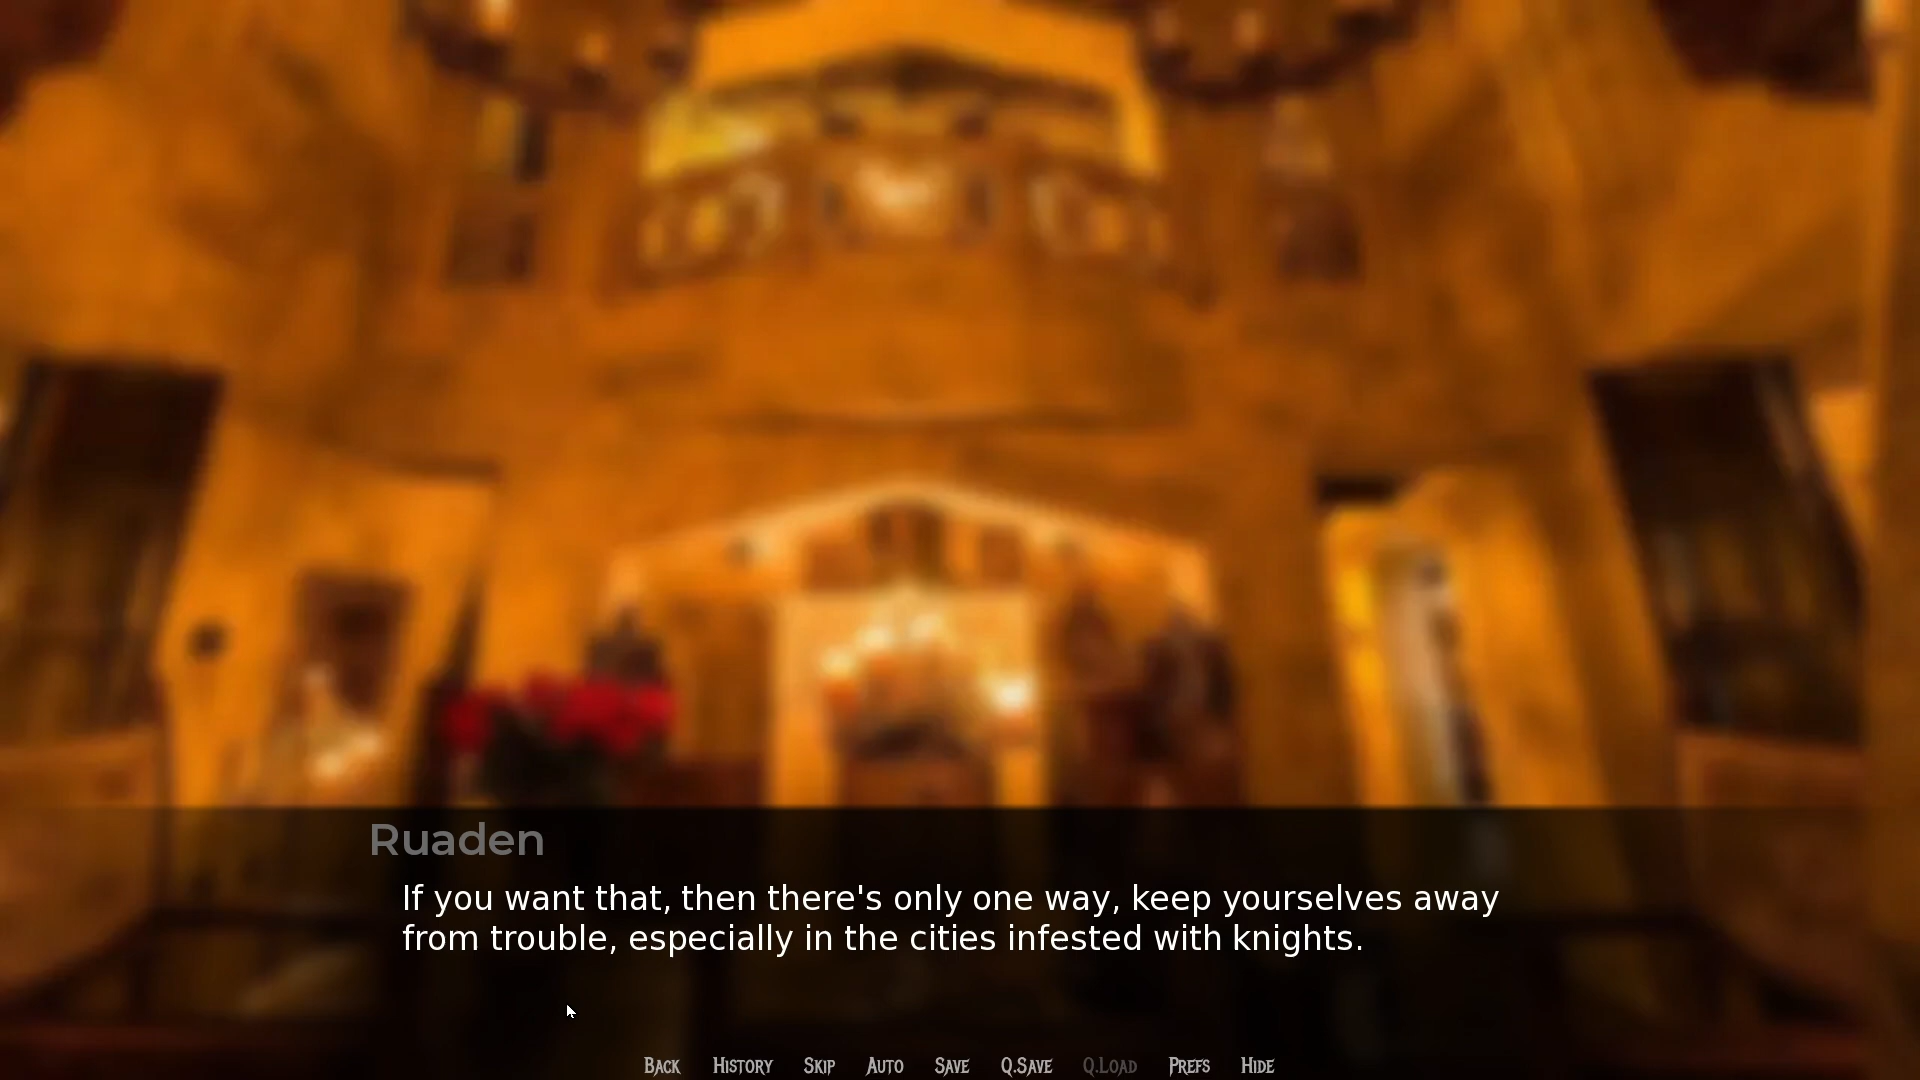 Ruaden
If you want that, then there's only one way, keep yourselves away
from trouble, especially in the cities infested with knights.
Back History Skip Auto Save Q.Save Q.Load Prefs Hide